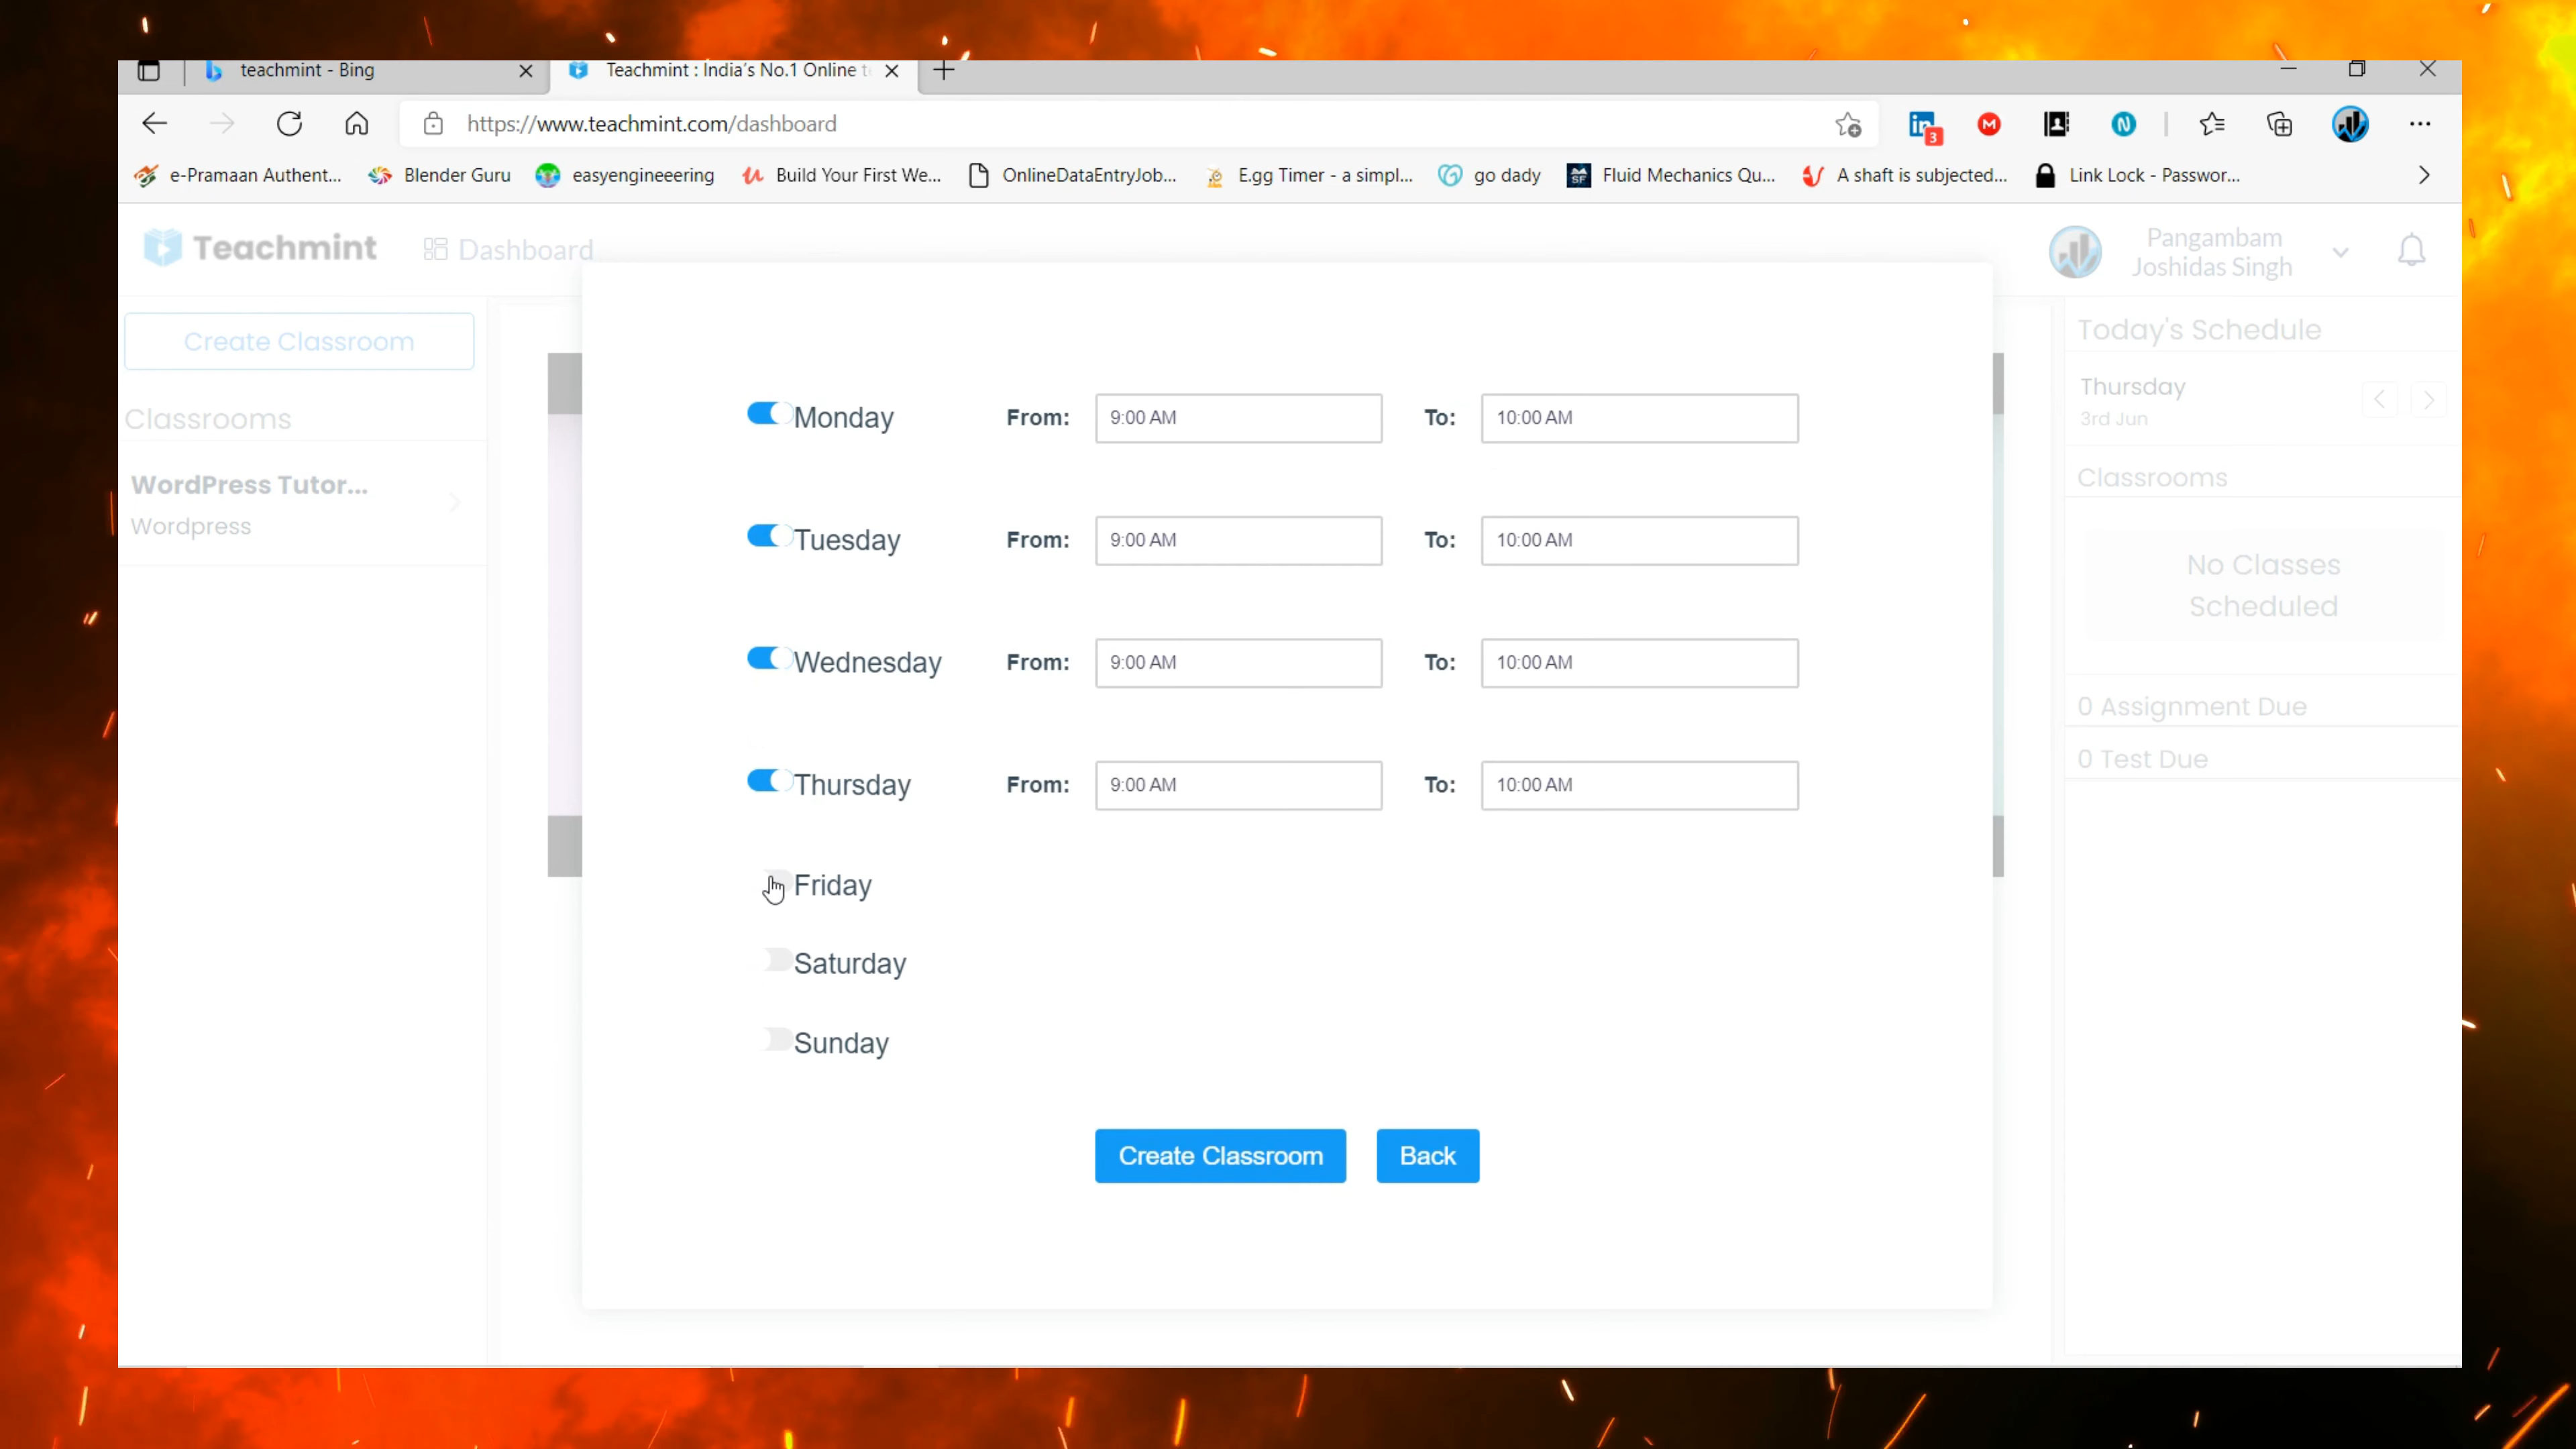 teachmint - Bing
Teachmint : India's No.1 Online t
https://www.teachmint.com/dashboard
3
M
N
e-Pramaan Authent...
Blender Guru
easyengineeering
Build Your First We...
OnlineDataEntryJob...
E.gg Timer - a simpl...
go dady
SF
Fluid Mechanics Qu...
A shaft is subjected...
Link Lock - Passwor...
Teachmint
Dashboard
Pangambam
Joshidas Singh
Create Classroom
Classrooms
WordPress Tutor...
Wordpress
Monday From: 9:00 AM To: 10:00 AM
Tuesday From: 9:00 AM To: 10:00 AM
Wednesday From: 9:00 AM To: 10:00 AM
Thursday From: 9:00 AM To: 10:00 AM
Friday
Saturday
Sunday
Create Classroom
Back
Today's Schedule
Thursday
3rd Jun
Classrooms
No Classes
Scheduled
0 Assignment Due
0 Test Due